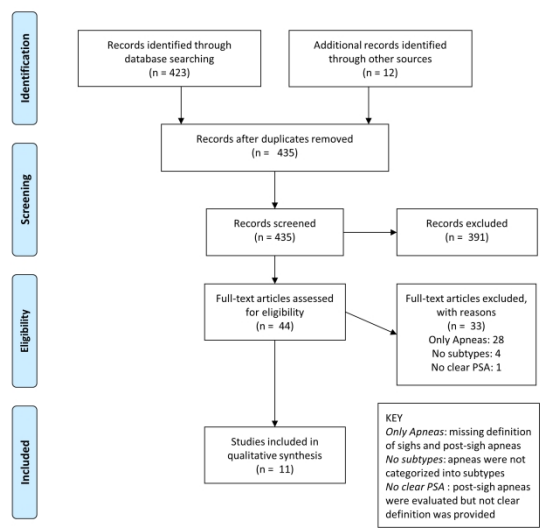 Identification
Records identified through
database searching
(n = 423)
Additional records identified
through other sources
(n = 12)
Records after duplicates removed
(n = 435)
Screening
Records screened
(n = 435)
Records excluded
(n = 391)
Eligibility
Full-text articles assessed
for eligibility
(n = 44)
Full-text articles excluded,
with reasons
(n = 33)
Only Apneas: 28
No subtypes: 4
No clear PSA: 1
Included
Studies included in
qualitative synthesis
(n = 11)
KEY
Only Apneas: missing definition
of sighs and post-sigh apneas
No subtypes: apneas were not
categorized into subtypes
No clear PSA : post-sigh apneas
were evaluated but not clear
definition was provided